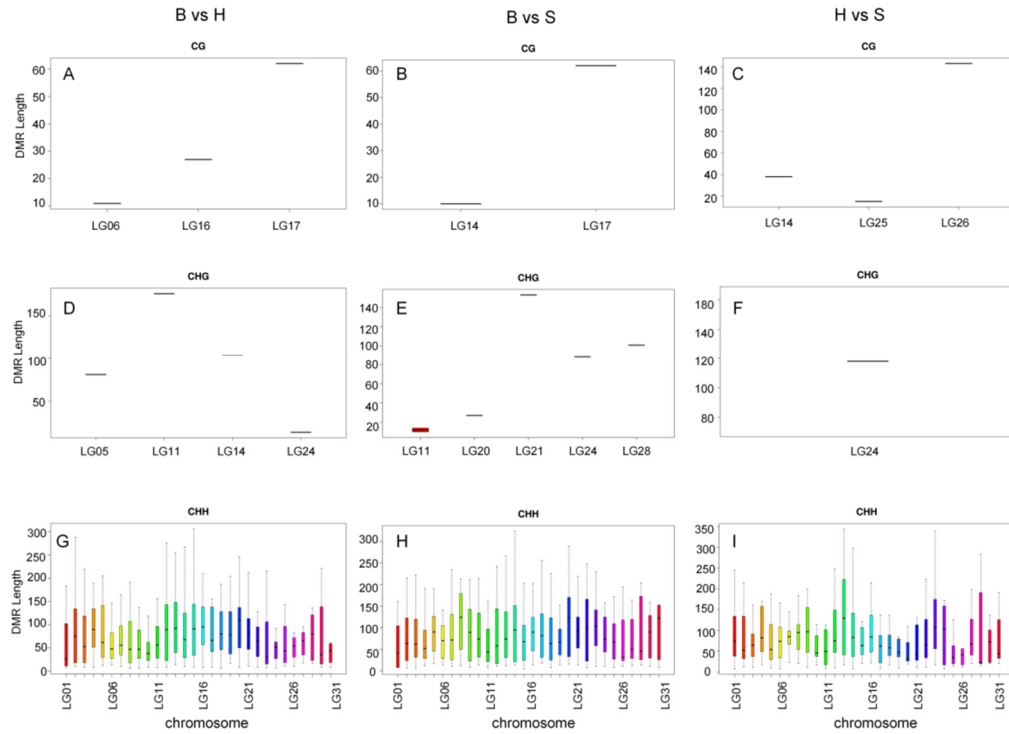 B vs H
B vs S
H vs S
CG
A
DMR Length
60
50
40
30
20
10
LG06 LG16 LG17
CG
B
60
50
40
30
20
10
LG14 LG17
CG
C
140
120
100
80
60
40
20
LG14 LG25 LG26
CHG
D
DMR Length
150
100
50
LG05 LG11 LG14 LG24
CHG
E
140
120
100
80
60
40
20
LG11 LG20 LG21 LG24 LG28
CHG
F
180
140
120
100
80
LG24
CHH
G
DMR Length
300
250
200
150
100
50
0
LG01 LG06 LG11 LG16 LG21 LG26 LG31
chromosome
CHH
H
300
250
200
150
100
50
0
LG01 LG06 LG11 LG16 LG21 LG26 LG31
chromosome
CHH
I
350
300
250
200
150
100
50
0
LG01 LG06 LG11 LG16 LG21 LG26 LG31
chromosome